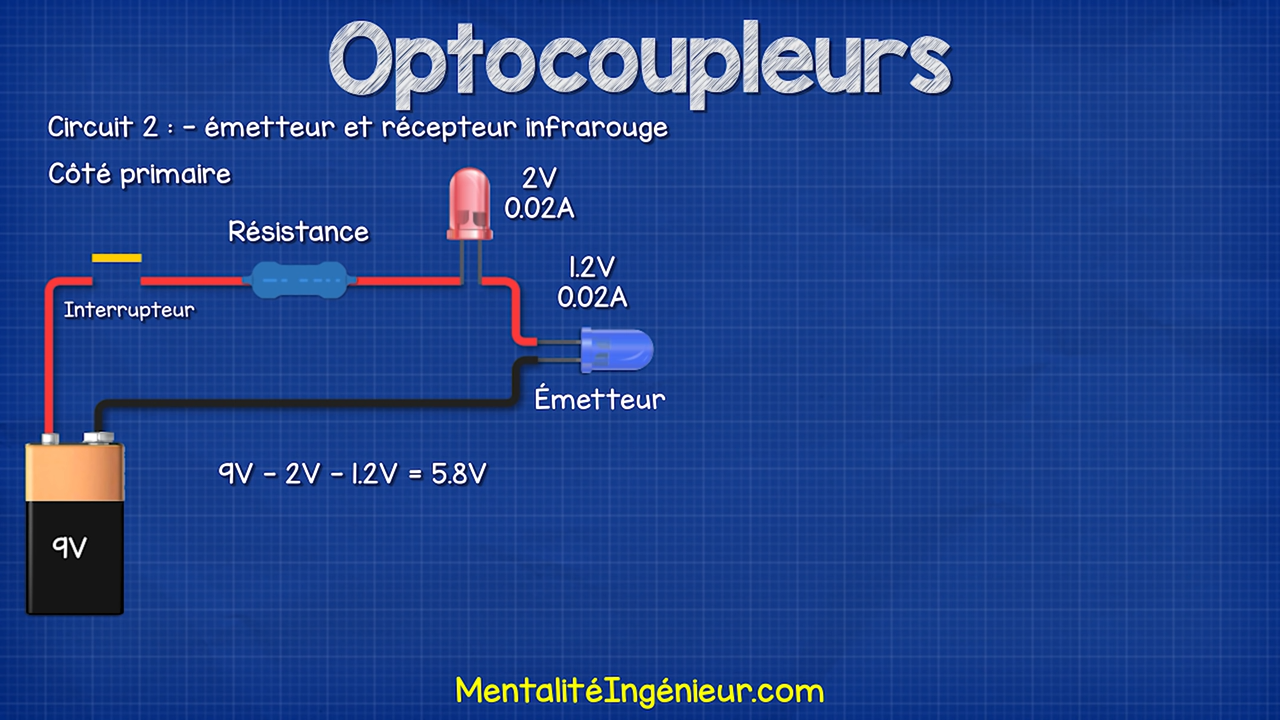 Optocoupleurs
Circuit 2 : - émetteur et récepteur infrarouge
Côté primaire
2V
0.02A
Résistance
1.2V
0.02A
Interrupteur
Émetteur
9V - 2V - 1.2V = 5.8V
9V
MentalitéIngénieur.com